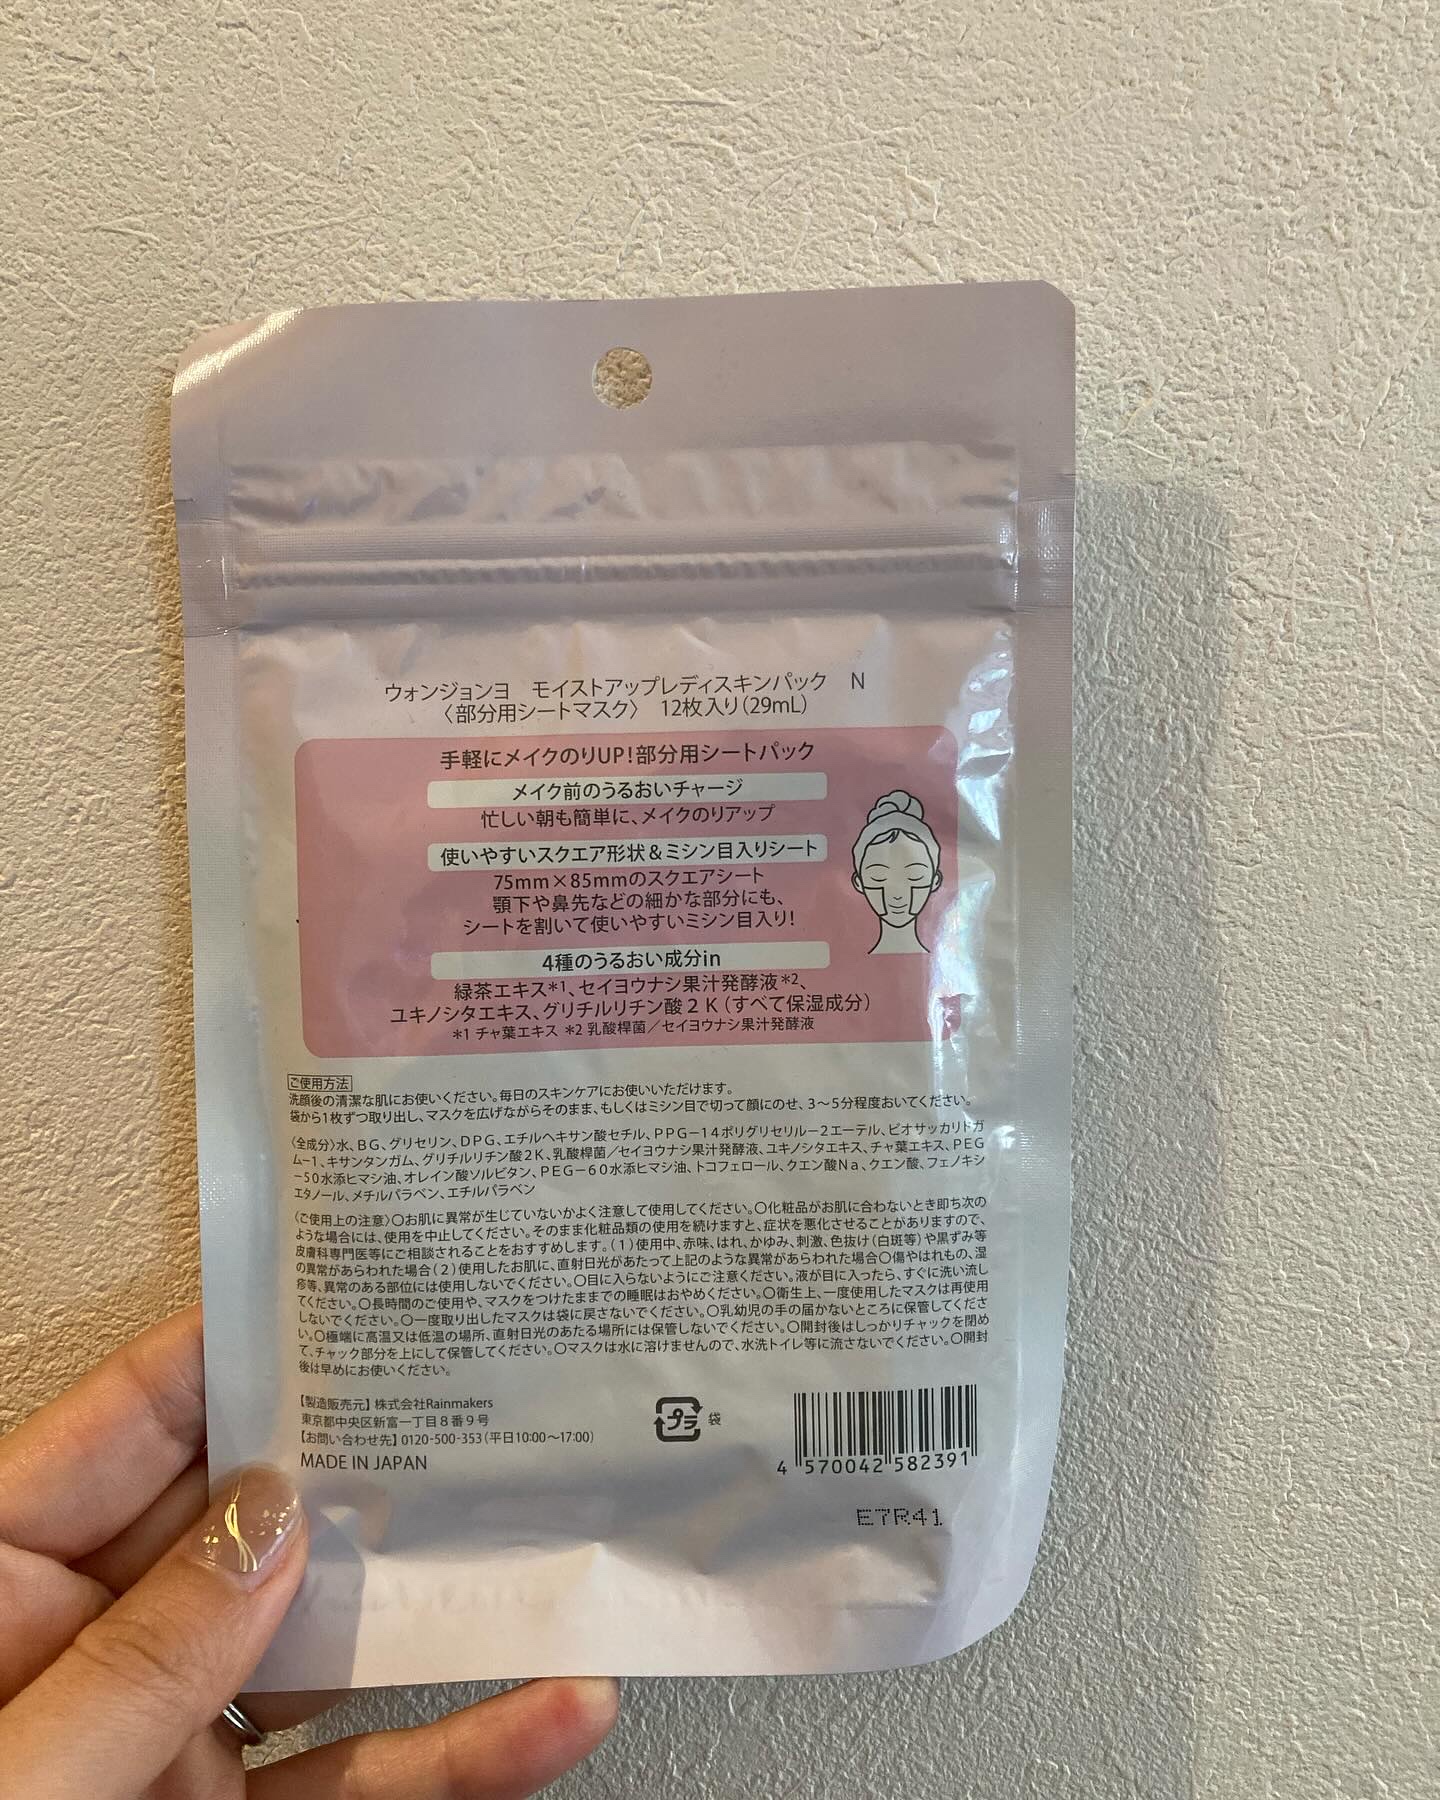 ウォンジョンヨ　モイストアップレディスキンパック　N
〈部分用シートマスク〉　12枚入り(29mL)
手軽にメイクのりUP!部分用シートパック
メイク前のうるおいチャージ
忙しい朝も簡単に、メイクのりアップ
使いやすいスクエア形状＆ミシン目入りシート
75mm×85mmのスクエアシート
顎下や鼻先などの細かな部分にも、
シートを割いて使いやすいミシン目入り!
4種のうるおい成分in
緑茶エキス*1、セイヨウナシ果汁発酵液*2、
ユキノシタエキス、グリチルリチン酸２Ｋ(すべて保湿成分)
*1 チャ葉エキス *2 乳酸桿菌／セイヨウナシ果汁発酵液
ご使用方法
洗顔後の清潔な肌にお使いください。毎日のスキンケアにお使いいただけます。
袋から1枚ずつ取り出し、マスクを広げながらそのまま、もしくはミシン目で切って顔にのせ、3～5分程度おいてください。
〈全成分〉水、BG、グリセリン、DPG、エチルヘキサン酸セチル、PPG－14ポリグリセリル－2エーテル、ビオサッカリドガ
ム－1、キサンタンガム、グリチルリチン酸2K、乳酸桿菌／セイヨウナシ果汁発酵液、ユキノシタエキス、チャ葉エキス、PEG
－50水添ヒマシ油、オレイン酸ソルビタン、PEG－60水添ヒマシ油、トコフェロール、クエン酸Na、クエン酸、フェノキシ
エタノール、メチルパラベン、エチルパラベン
〈ご使用上の注意〉〇お肌に異常が生じていないかよく注意して使用してください。〇化粧品がお肌に合わないとき即ち次の
ような場合には、使用を中止してください。そのまま化粧品類の使用を続けますと、症状を悪化させることがありますので、
皮膚科専門医等にご相談されることをおすすめします。(1)使用中、赤味、はれ、かゆみ、刺激、色抜け(白斑等)や黒ずみ等
の異常があらわれた場合(2)使用したお肌に、直射日光があたって上記のような異常があらわれた場合〇傷やはれもの、湿
疹等、異常のある部位には使用しないでください。〇目に入らないようにご注意ください。液が目に入ったら、すぐに洗い流し
てください。〇長時間のご使用や、マスクをつけたままでの睡眠はおやめください。〇衛生上、一度使用したマスクは再使用
しないでください。〇一度取り出したマスクは袋に戻さないでください。〇乳幼児の手の届かないところに保管してくださ
い。〇極端に高温又は低温の場所、直射日光のあたる場所には保管しないでください。〇開封後はしっかりチャックを閉め
て、チャック部分を上にして保管してください。〇マスクは水に溶けませんので、水洗トイレ等に流さないでください。〇開封
後は早めにお使いください。
【製造販売元】株式会社Rainmakers
東京都中央区新富一丁目８番９号
【お問い合わせ先】0120-500-353(平日10:00～17:00)
MADE IN JAPAN
プラ 袋
4 570042 582391
E7R41